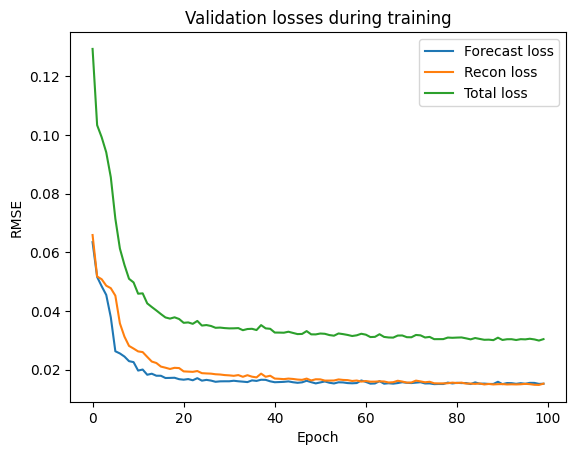 Validation losses during training
Forecast loss
Recon loss
Total loss
RMSE
0.12
0.10
0.08
0.06
0.04
0.02
0 20 40 60 80 100
Epoch